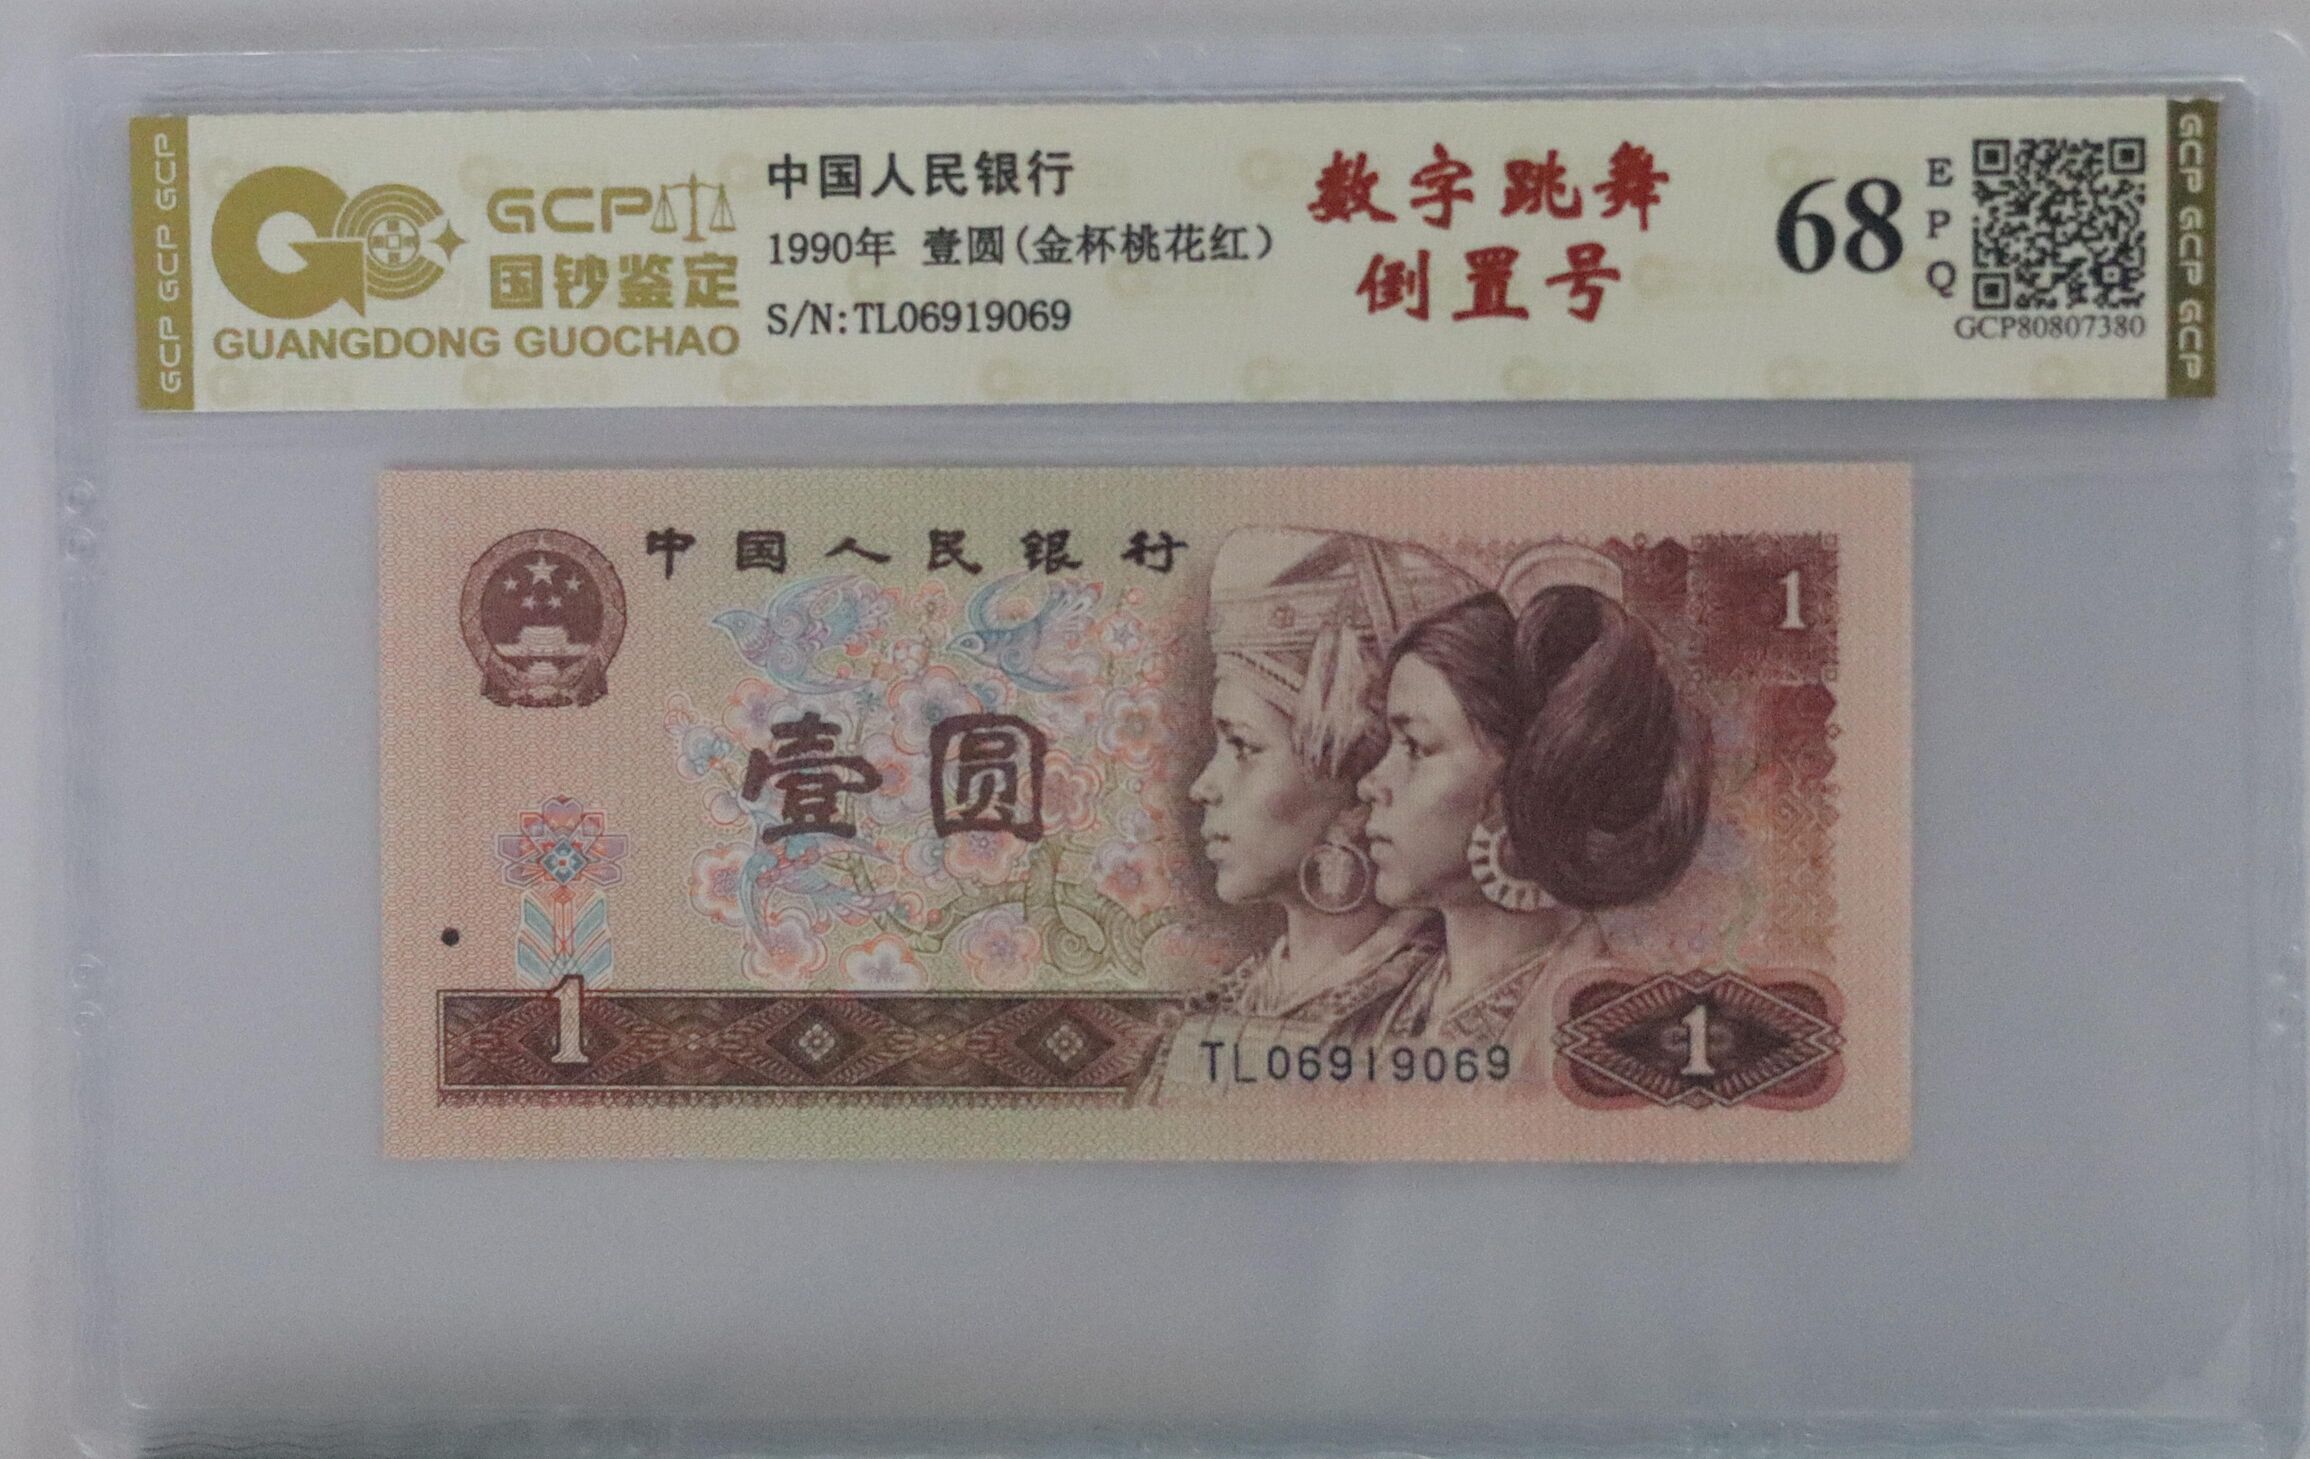 GCP GCP GCP
GCP
国钞鉴定
GUANGDONG GUOCHAO
中国人民银行
1990年 壹圆(金杯桃花红)
S/N:TL06919069
数字跳舞
倒置号
68
EPQ
GCP80807380
GCP GCP GCP
中国人民银行
1
壹圆
1
TL06919069
1